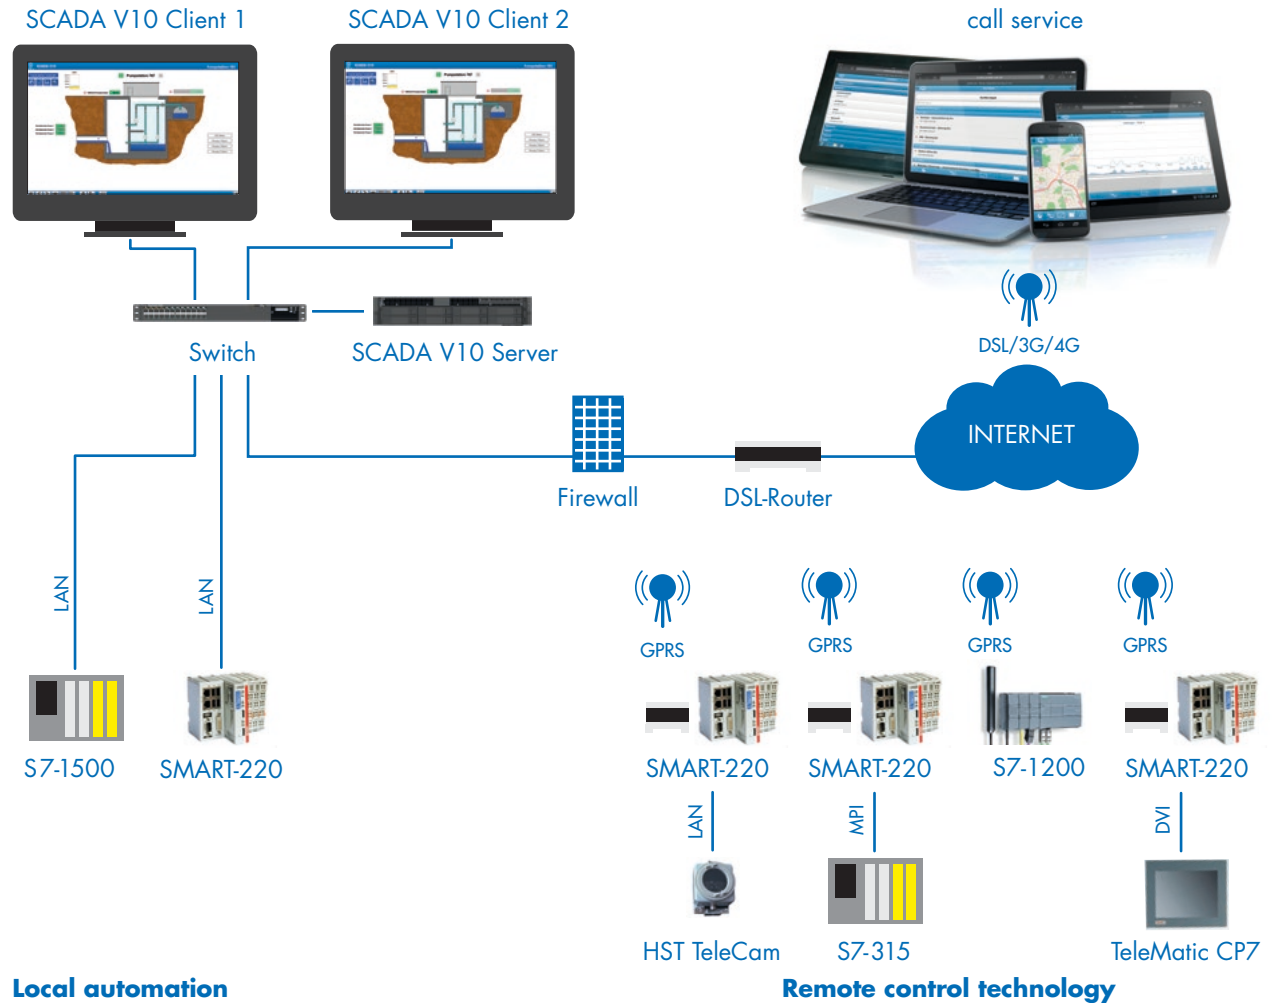 SCADA V10 Client 1
SCADA V10 Client 2
call service
Switch
SCADA V10 Server
DSL/3G/4G
INTERNET
Firewall
DSL-Router
LAN
LAN
GPRS
GPRS
GPRS
GPRS
S7-1500
SMART-220
SMART-220
SMART-220
S7-1200
SMART-220
LAN
MPI
DVI
HST TeleCam
S7-315
TeleMatic CP7
Local automation
Remote control technology